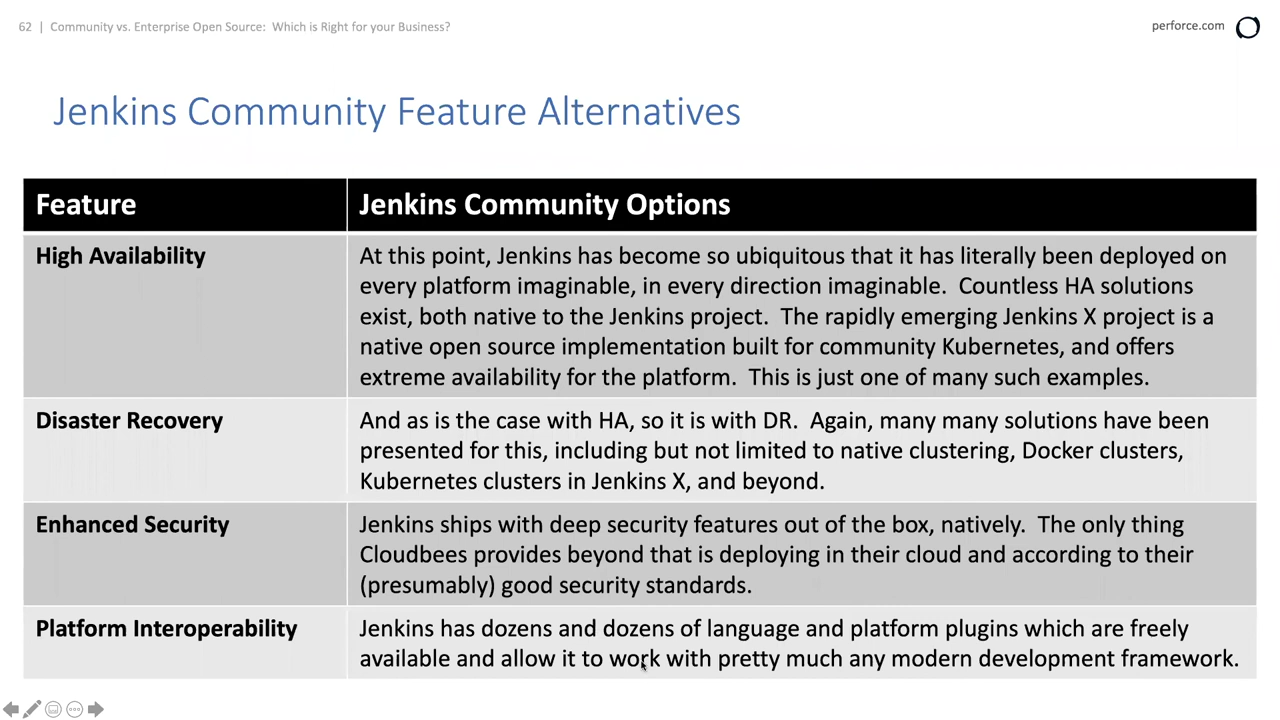 62 | Community vs. Enterprise Open Source: Which is Right for your Business?
perforce.com
Jenkins Community Feature Alternatives
Feature
Jenkins Community Options
High Availability
At this point, Jenkins has become so ubiquitous that it has literally been deployed on
every platform imaginable, in every direction imaginable. Countless HA solutions
exist, both native to the Jenkins project. The rapidly emerging Jenkins X project is a
native open source implementation built for community Kubernetes, and offers
extreme availability for the platform. This is just one of many such examples.
Disaster Recovery
And as is the case with HA, so it is with DR. Again, many many solutions have been
presented for this, including but not limited to native clustering, Docker clusters,
Kubernetes clusters in Jenkins X, and beyond.
Enhanced Security
Jenkins ships with deep security features out of the box, natively. The only thing
Cloudbees provides beyond that is deploying in their cloud and according to their
(presumably) good security standards.
Platform Interoperability
Jenkins has dozens and dozens of language and platform plugins which are freely
available and allow it to work with pretty much any modern development framework.